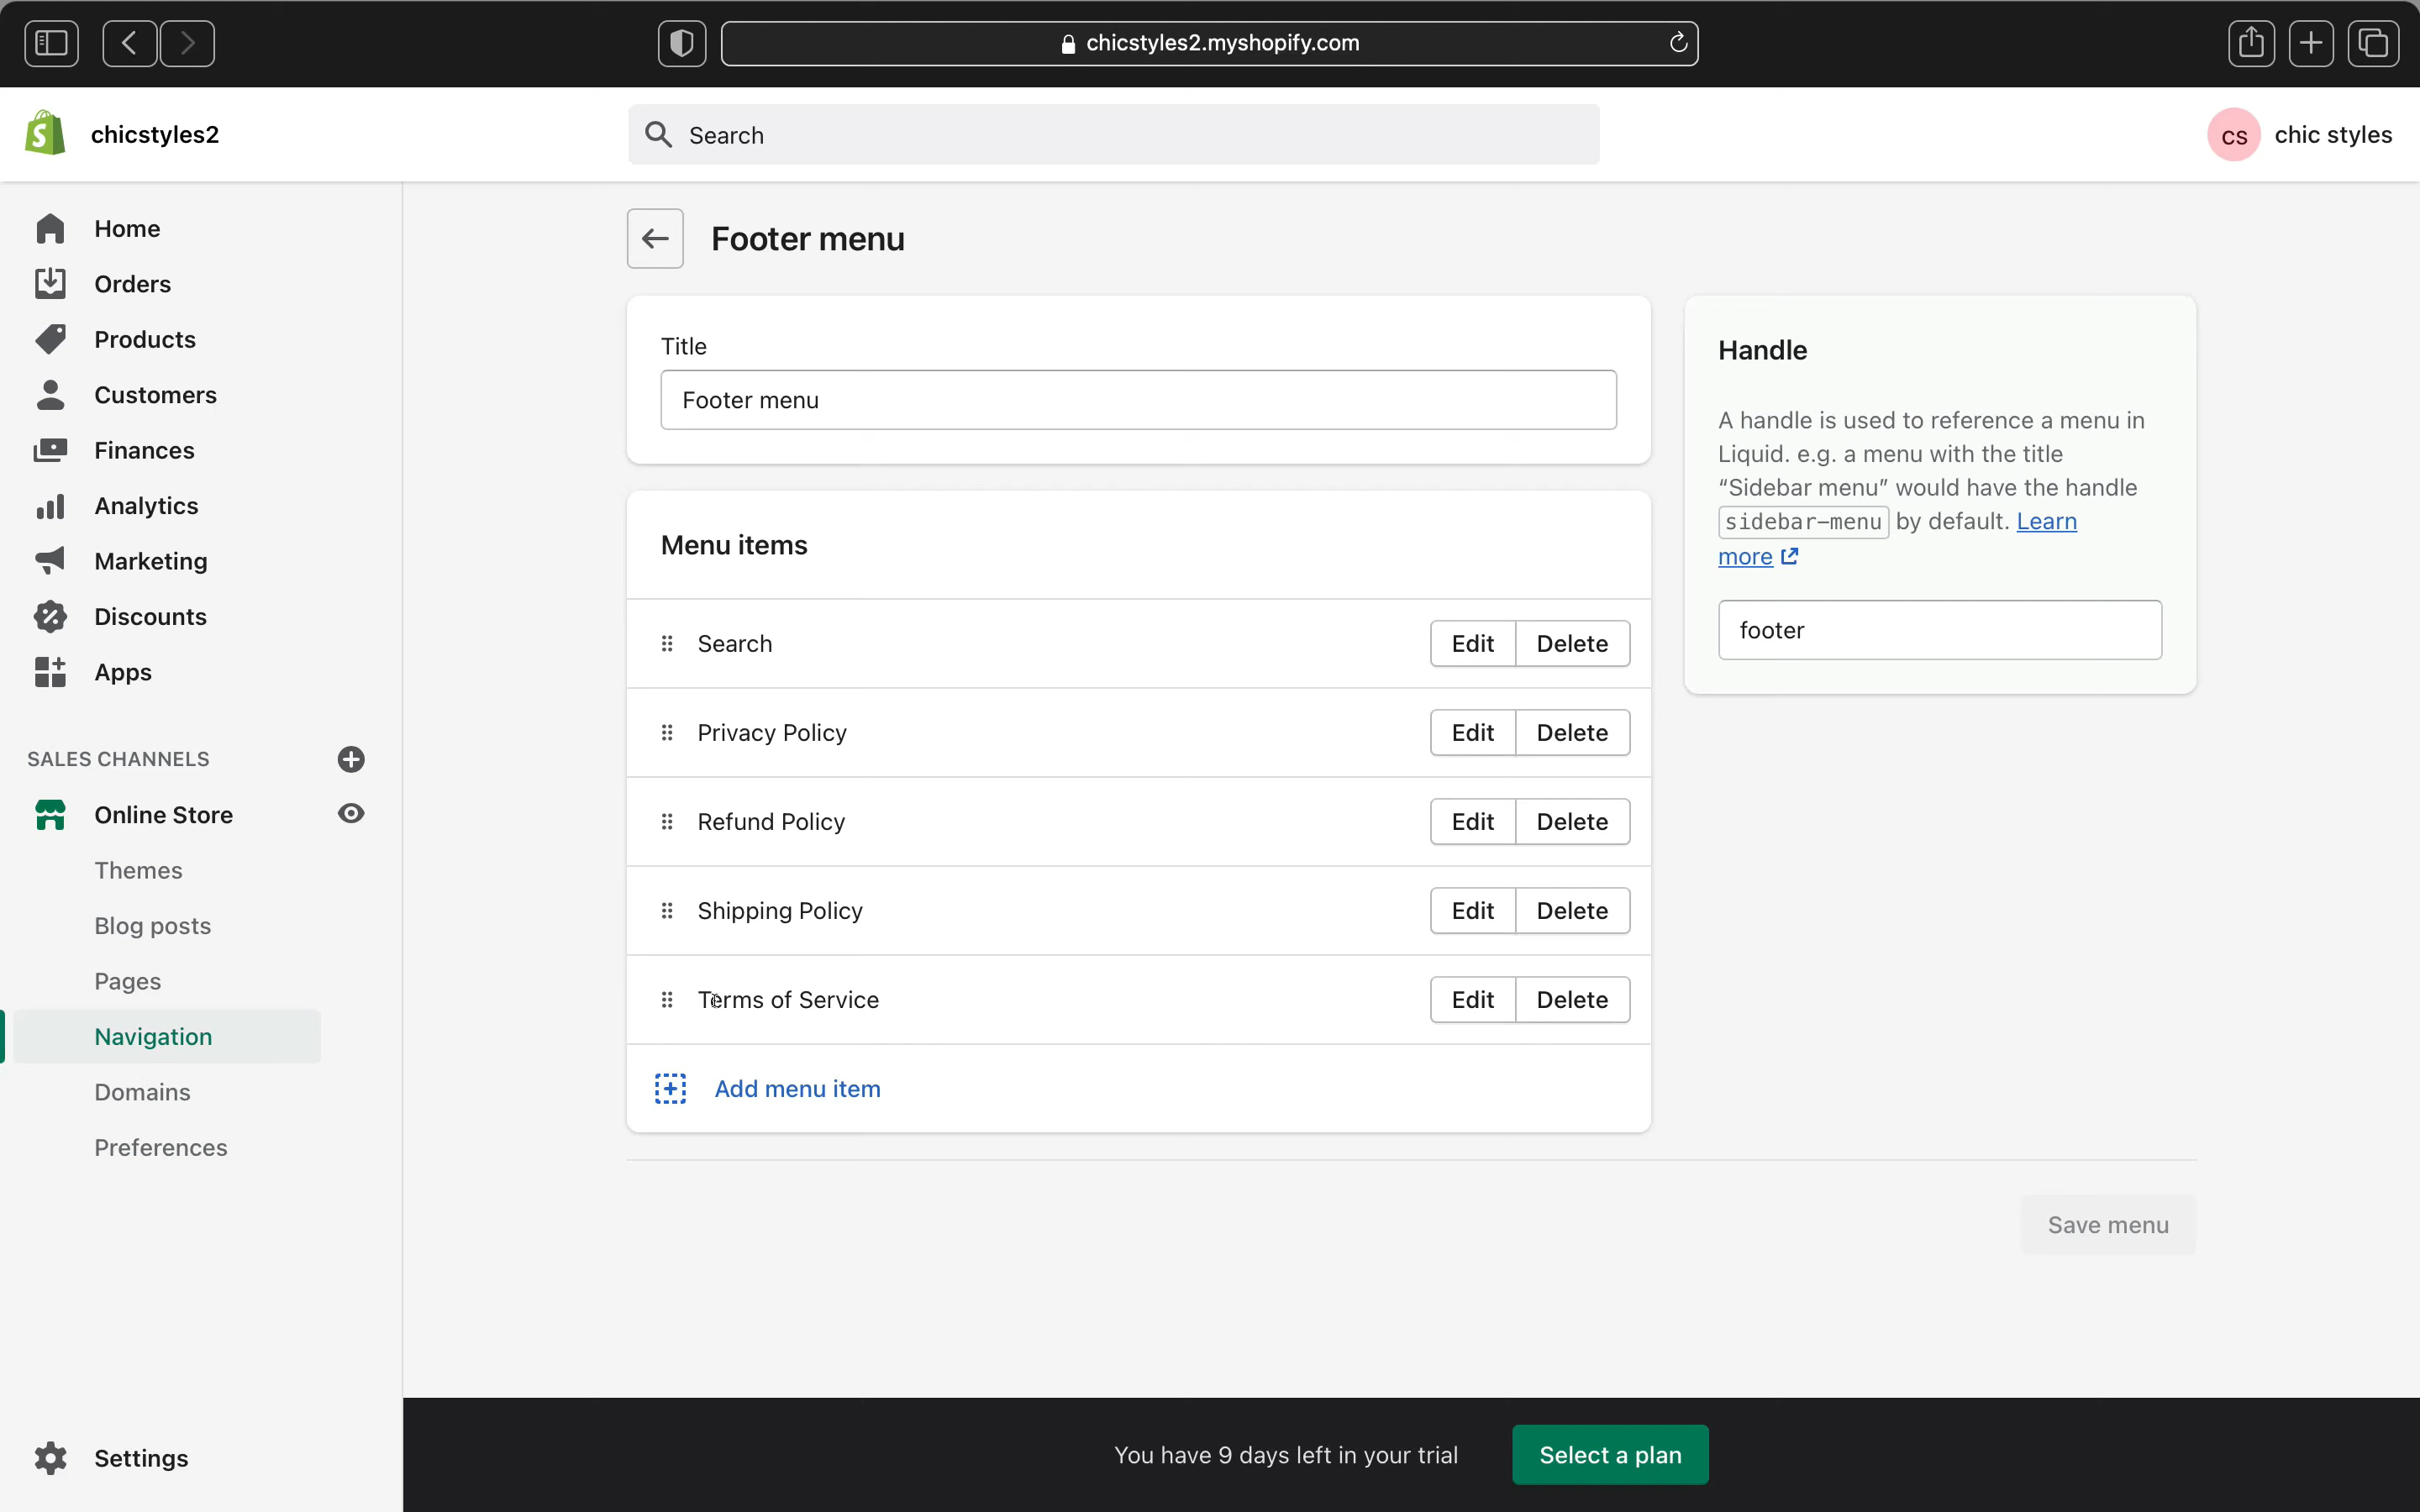 chicstyles2.myshopify.com
chicstyles2
Search
CS chic styles
Home
Orders
Products
Customers
Finances
Analytics
Marketing
Discounts
Apps
SALES CHANNELS
Online Store
Themes
Blog posts
Pages
Navigation
Domains
Preferences
Settings
Footer menu
Title
Footer menu
Menu items
Search Edit Delete
Privacy Policy Edit Delete
Refund Policy Edit Delete
Shipping Policy Edit Delete
Terms of Service Edit Delete
Add menu item
Handle
A handle is used to reference a menu in
Liquid. e.g. a menu with the title
“Sidebar menu” would have the handle
sidebar-menu by default. Learn
more
footer
Save menu
You have 9 days left in your trial Select a plan